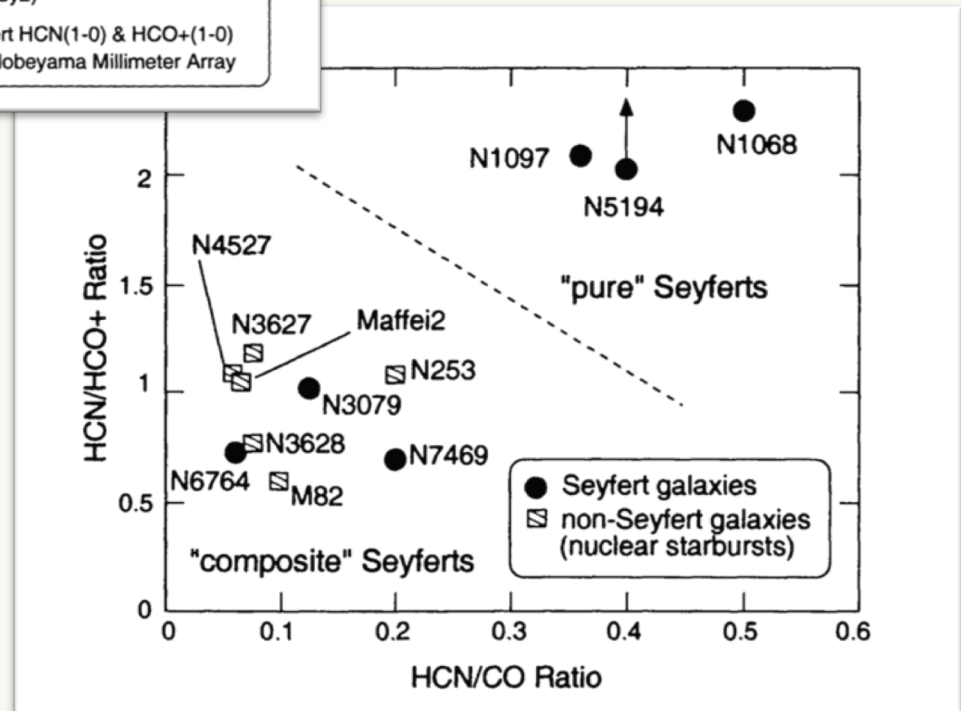 HCN(1-0) & HCO+(1-0)
Millimeter Array
N1068
N1097
N5194
2
N4527
1.5
"pure" Seyferts
N3627
Maffei2
HCN/HCO+ Ratio
1
N253
N3079
N3628
N7469
N6764
M82
0.5
Seyfert galaxies
non-Seyfert galaxies
(nuclear starbursts)
"composite" Seyferts
0
0 0.1 0.2 0.3 0.4 0.5 0.6
HCN/CO Ratio